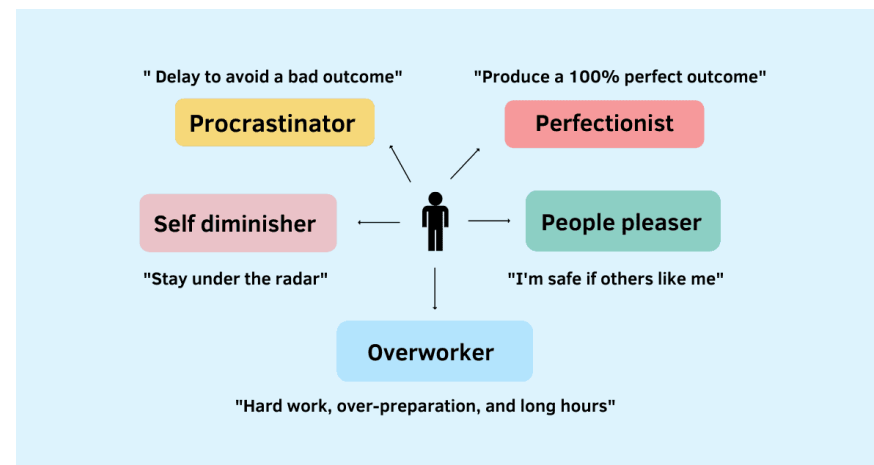 " Delay to avoid a bad outcome"
"Produce a 100% perfect outcome"
Procrastinator
Perfectionist
Self diminisher
People pleaser
"Stay under the radar"
"I'm safe if others like me"
Overworker
"Hard work, over-preparation, and long hours"